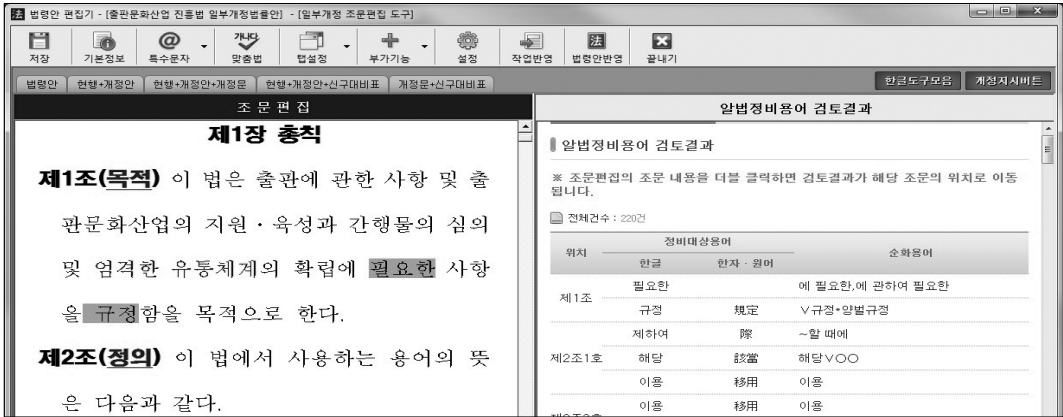 법령안 편집기 - [출판문화산업 진흥법 일부개정법률안] - [일부개정 조문편집 도구]
저장 기본정보 특수문자 맞춤법 탭설정 부가기능 설정 작업반영 법령안반영 끝내기
법령안 현행+개정안 현행+개정안+개정문 현행+개정안+신구대비표 개정문+신구대비표 한글도구모음 개정지시버튼
조문편집
제1장 총칙
제1조(목적) 이 법은 출판에 관한 사항 및 출
판문화산업의 지원·육성과 간행물의 심의
및 엄격한 유통체계의 확립에 필요한 사항
을 규정함을 목적으로 한다.
제2조(정의) 이 법에서 사용하는 용어의 뜻
은 다음과 같다.
알법정비용어 검토결과
알법정비용어 검토결과
※ 조문편집의 조문 내용을 더블 클릭하면 검토결과가 해당 조문의 위치로 이동
됩니다.
전체건수 : 220건
위치 정비대상용어 순화용어
한글 한자·원어
제1조 필요한 에 필요한,에 관하여 필요한
규정 規定 ∨규정*양벌규정
제2조1호 제하여 際 ~할 때에
해당 該當 해당∨○○
이용 移用 이용
이용 移用 이용